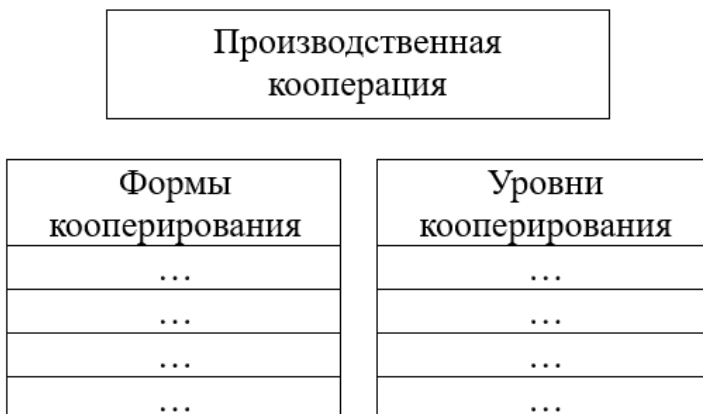 Производственная
кооперация
Формы
кооперирования
…
…
…
…
Уровни
кооперирования
…
…
…
…